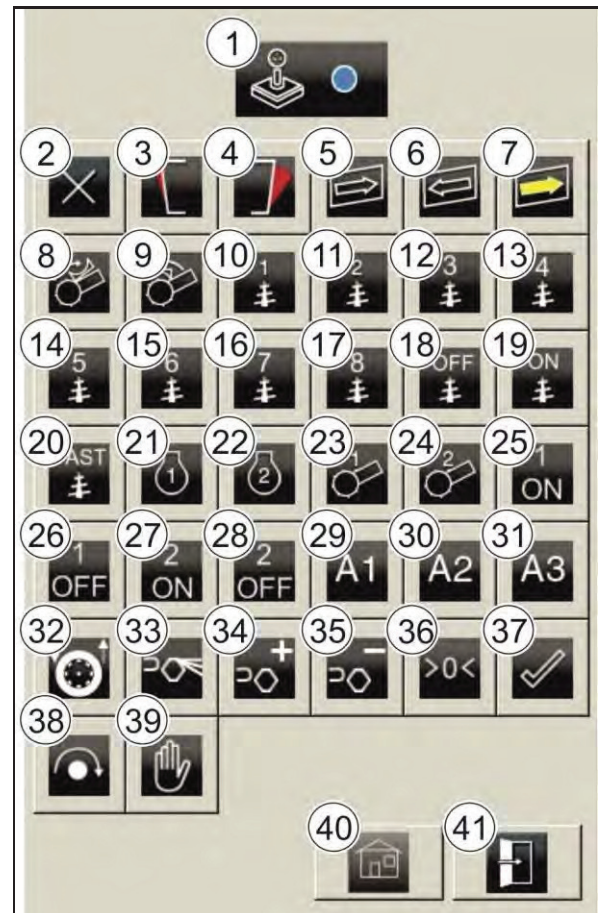 1
2 3 4 5 6 7
8 9 10 11 12 13
1 2 3 4
14 15 16 17 18 19
5 6 7 8 OFF ON
20 21 22 23 24 25
AST 1 2 1 2 1
ON
26 27 28 29 30 31
1 2 2 A1 A2 A3
OFF ON OFF
32 33 34 35 36 37
+ −
>0<
38 39
40 41